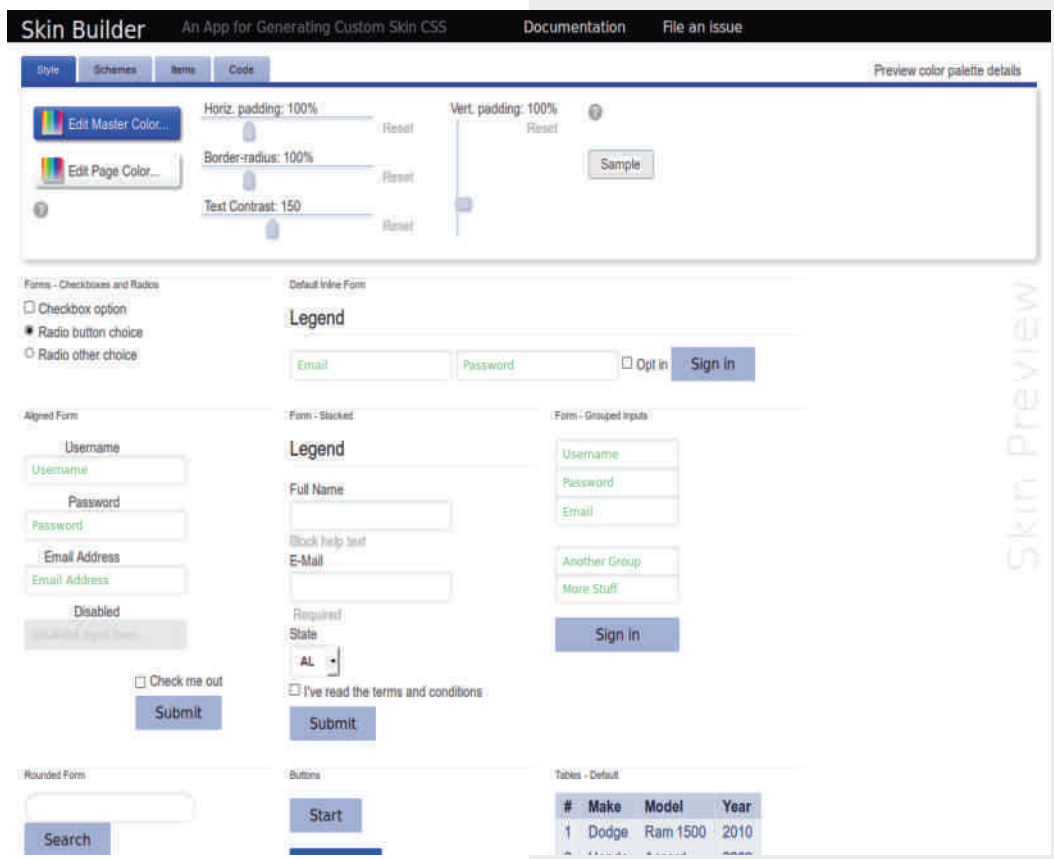 Skin Builder An App for Generating Custom Skin CSS Documentation File an issue
Style Schemes Items Code Preview color palette details
Edit Master Color...
Edit Page Color...
Horiz. padding: 100%
Reset
Border-radius: 100%
Reset
Text Contrast: 150
Reset
Vert. padding: 100%
Reset
?
Sample
?
Forms - Checkboxes and Radios
Checkbox option
Radio button choice
Radio other choice
Default Inline Form
Legend
Email Password Opt in Sign in
Skin Preview
Aligned Form
Username
Username
Password
Password
Email Address
Email Address
Disabled
Check me out
Submit
Form - Stacked
Legend
Full Name
Block help text
E-Mail
Required
State
AL
I've read the terms and conditions
Submit
Form - Grouped Inputs
Username
Password
Email
Another Group
More Stuff
Sign in
Rounded Form
Search
Buttons
Start
Tables - Default
# Make Model Year
1 Dodge Ram 1500 2010